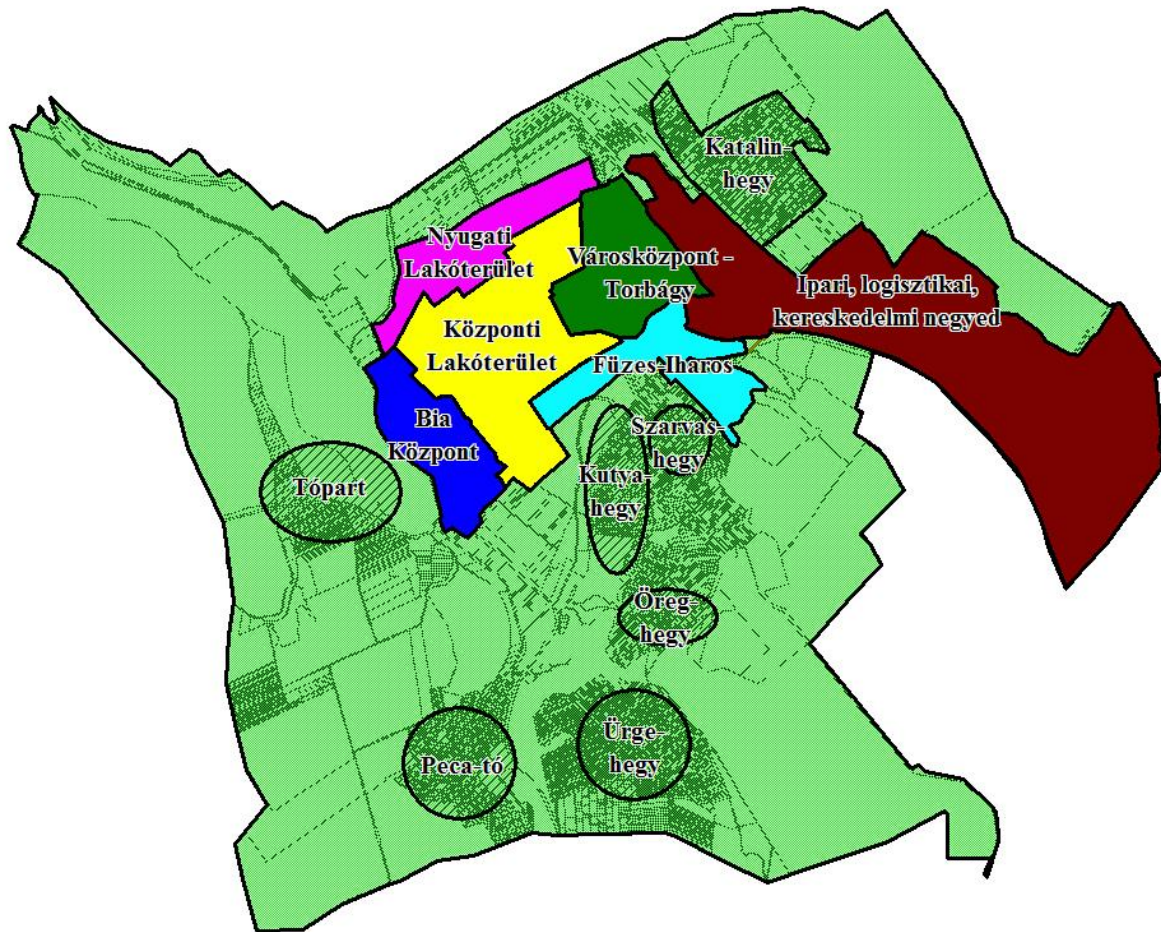 Katalin-
hegy
Nyugati
Lakóterület
Városközpont -
Torbágy
Ipari, logisztikai,
kereskedelmi negyed
Központi
Lakóterület
Füzes-Iharos
Bia
Központ
Szarvas-
hegy
Kutya-
hegy
Tópart
Öreg-
hegy
Ürge-
hegy
Peca-tó